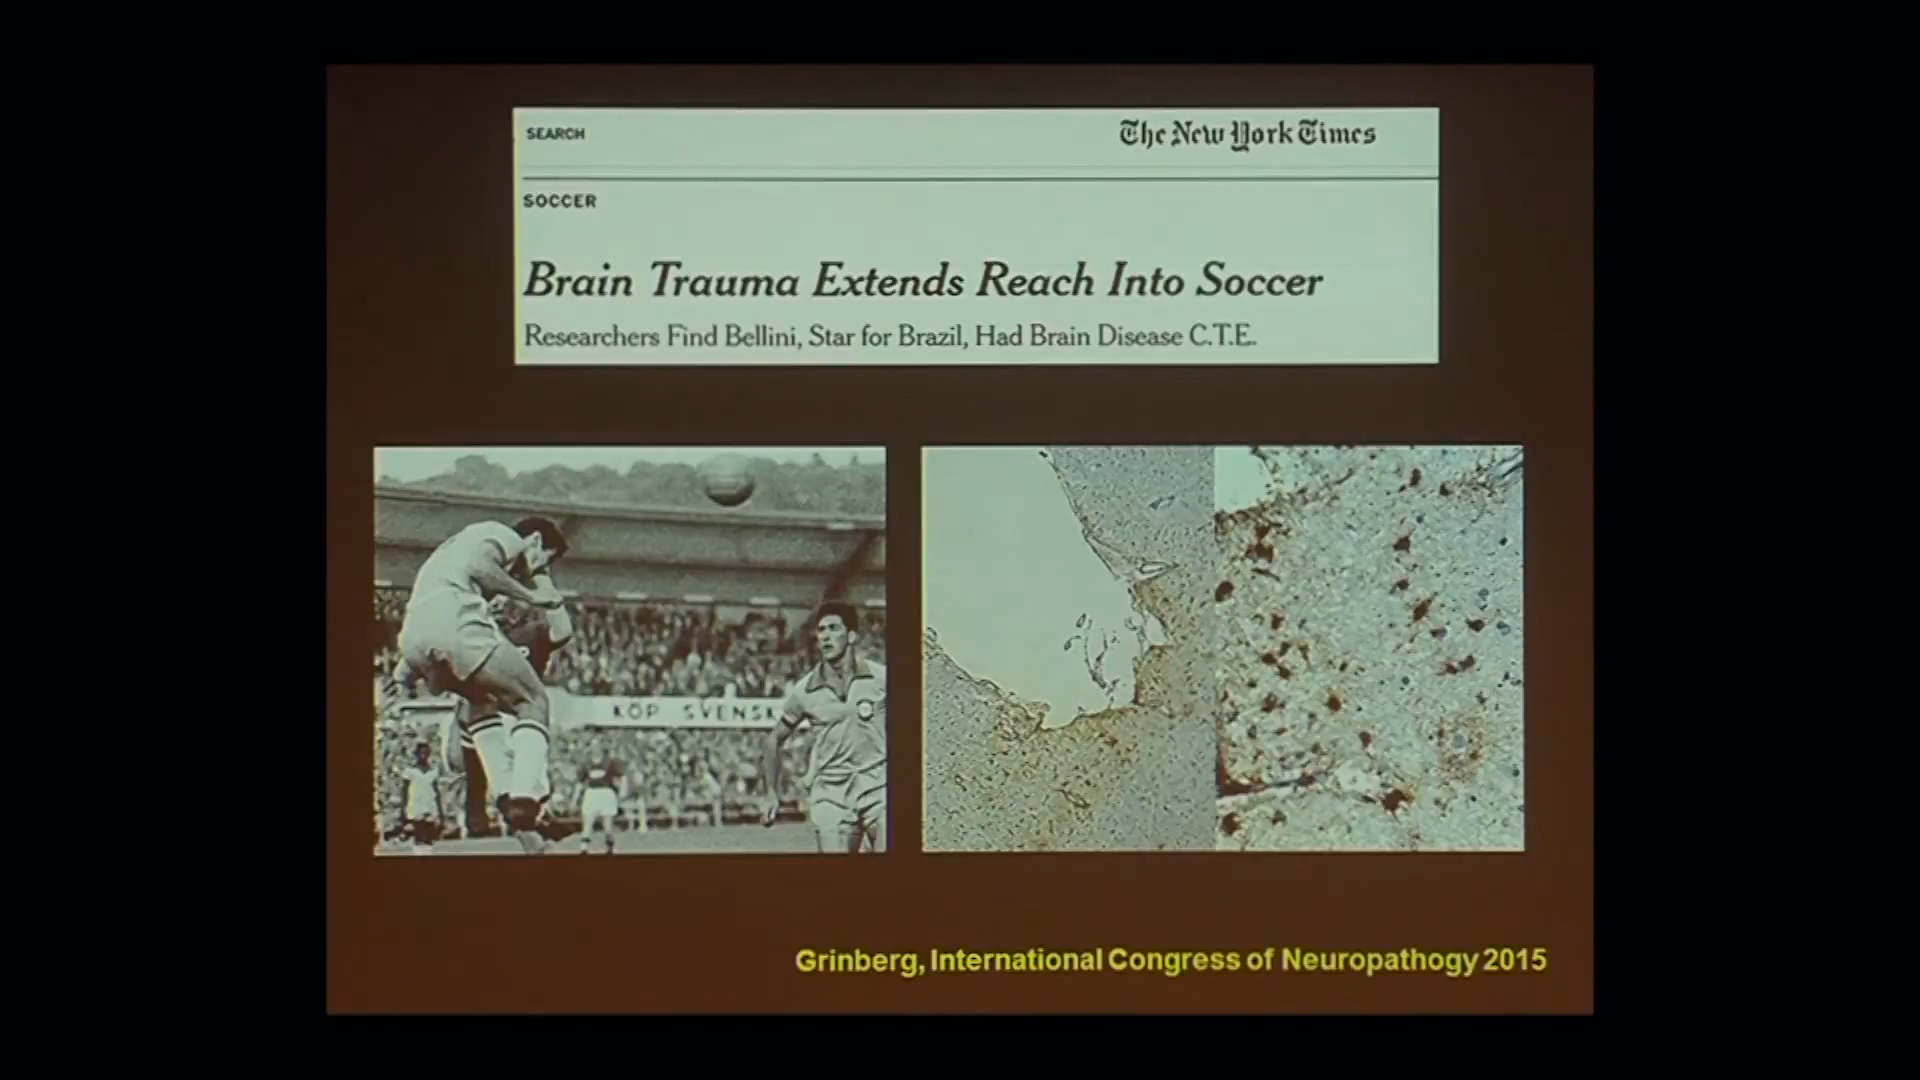 SEARCH
The New York Times
SOCCER
Brain Trauma Extends Reach Into Soccer
Researchers Find Bellini, Star for Brazil, Had Brain Disease C.T.E.
KÖP SVENSK
Grinberg, International Congress of Neuropathogy 2015